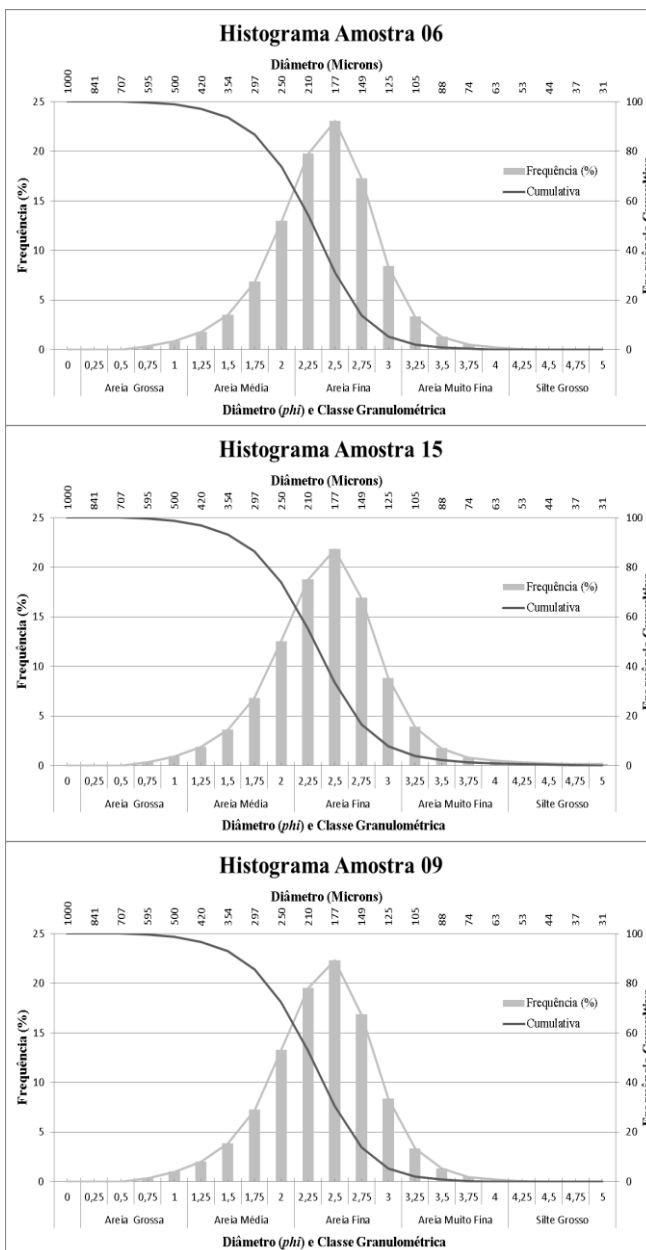 Histograma Amostra 06
Diâmetro (Microns)
1000 841 707 595 500 420 354 297 250 210 177 149 125 105 88 74 63 53 44 37 31
Frequência (%)
25
20
15
10
5
0
100
80
60
40
20
0
Frequência
Frequência (%)
Cumulativa
0 0,25 0,5 0,75 1 1,25 1,5 1,75 2 2,25 2,5 2,75 3 3,25 3,5 3,75 4 4,25 4,5 4,75 5
Areia Grossa Areia Média Areia Fina Areia Muito Fina Silte Grosso
Diâmetro (phi) e Classe Granulométrica
Histograma Amostra 15
Diâmetro (Microns)
1000 841 707 595 500 420 354 297 250 210 177 149 125 105 88 74 63 53 44 37 31
Frequência (%)
25
20
15
10
5
0
100
80
60
40
20
0
Frequência
Frequência (%)
Cumulativa
0 0,25 0,5 0,75 1 1,25 1,5 1,75 2 2,25 2,5 2,75 3 3,25 3,5 3,75 4 4,25 4,5 4,75 5
Areia Grossa Areia Média Areia Fina Areia Muito Fina Silte Grosso
Diâmetro (phi) e Classe Granulométrica
Histograma Amostra 09
Diâmetro (Microns)
1000 841 707 595 500 420 354 297 250 210 177 149 125 105 88 74 63 53 44 37 31
Frequência (%)
25
20
15
10
5
0
100
80
60
40
20
0
Frequência
Frequência (%)
Cumulativa
0 0,25 0,5 0,75 1 1,25 1,5 1,75 2 2,25 2,5 2,75 3 3,25 3,5 3,75 4 4,25 4,5 4,75 5
Areia Grossa Areia Média Areia Fina Areia Muito Fina Silte Grosso
Diâmetro (phi) e Classe Granulométrica